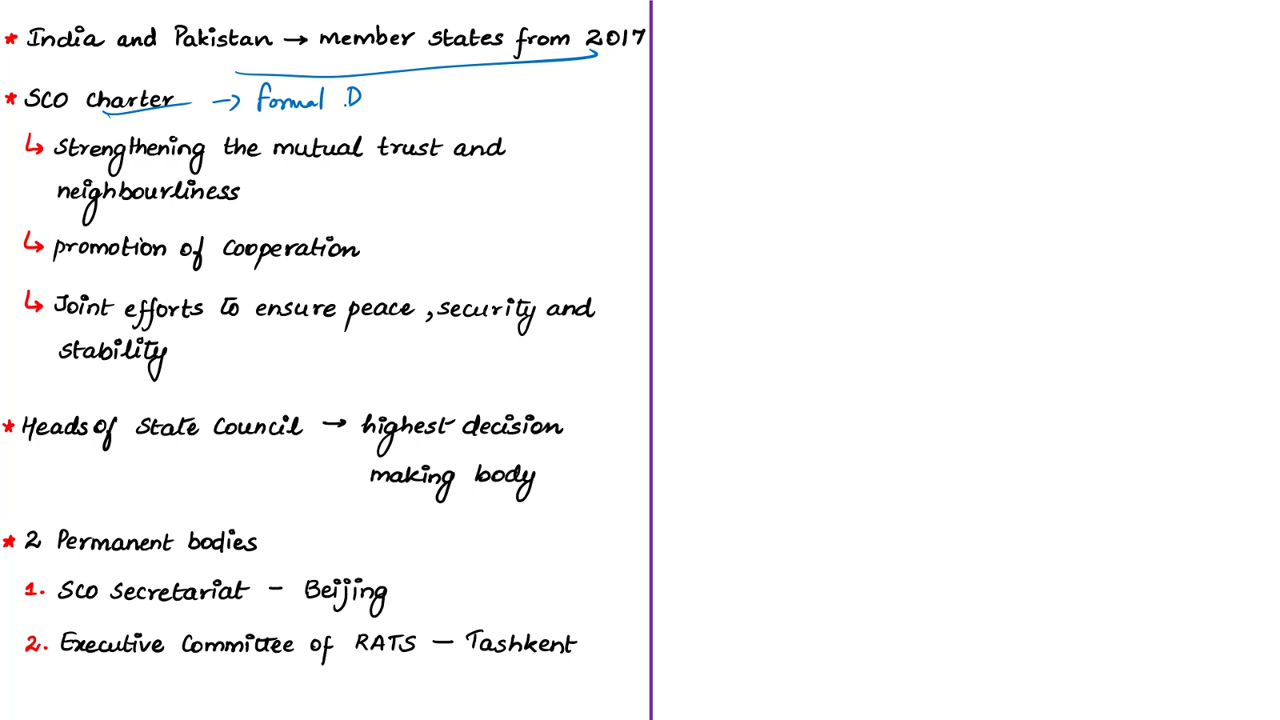 * India and Pakistan → member states from 2017
* SCO charter → formal D
↳ strengthening the mutual trust and
neighbourliness
↳ promotion of cooperation
↳ Joint efforts to ensure peace, security and
stability
* Heads of State Council → highest decision
making body
* 2 Permanent bodies
1. SCO secretariat - Beijing
2. Executive Committee of RATS - Tashkent